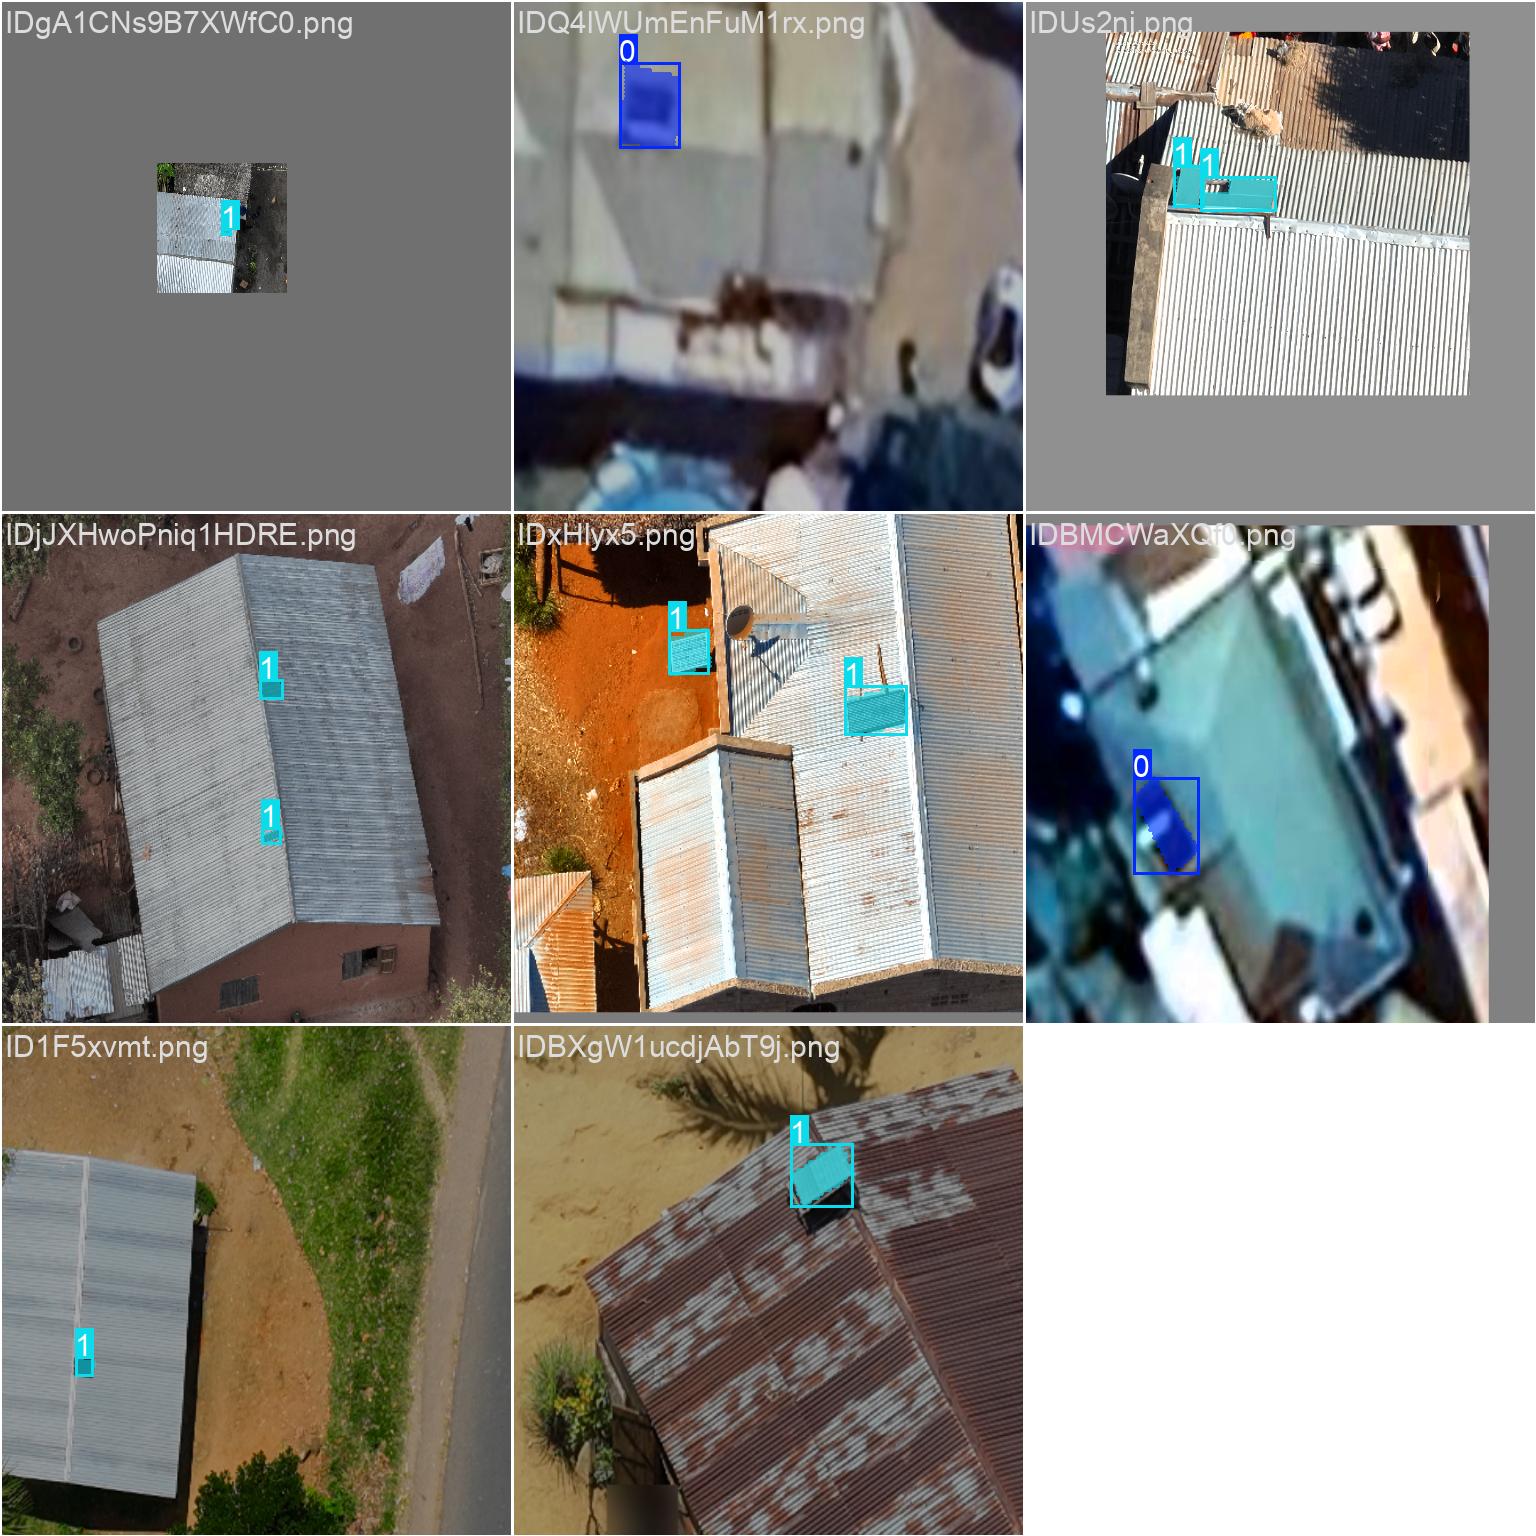 IDgA1CNs9B7XWfC0.png
IDQ4IWUmEnFuM1rx.png
IDUs2nj.png
0
1 1
1
IDjJXHwoPniq1HDRE.png
IDxHlyx5.png
IDBMCWaXQf0.png
1
1
1
0
1
ID1F5xvmt.png
IDBXgW1ucdjAbT9j.png
1
1